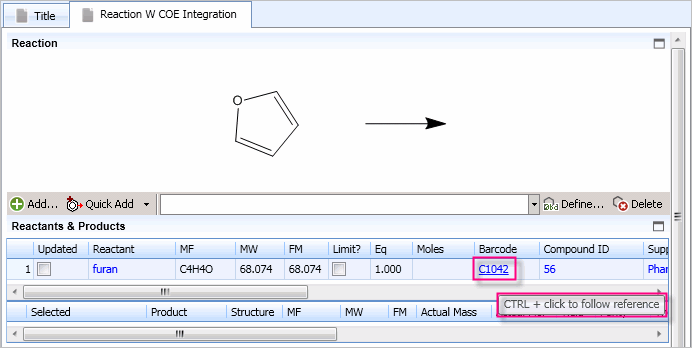 Title Reaction W COE Integration
Reaction
O
Add... Quick Add Define... Delete
Reactants & Products
Updated Reactant MF MW FM Limit? Eq Moles Barcode Compound ID Supp
1 furan C4H4O 68.074 68.074 1.000 C1042 56 Phar
CTRL + click to follow reference
Selected Product Structure MF MW FM Actual Mass